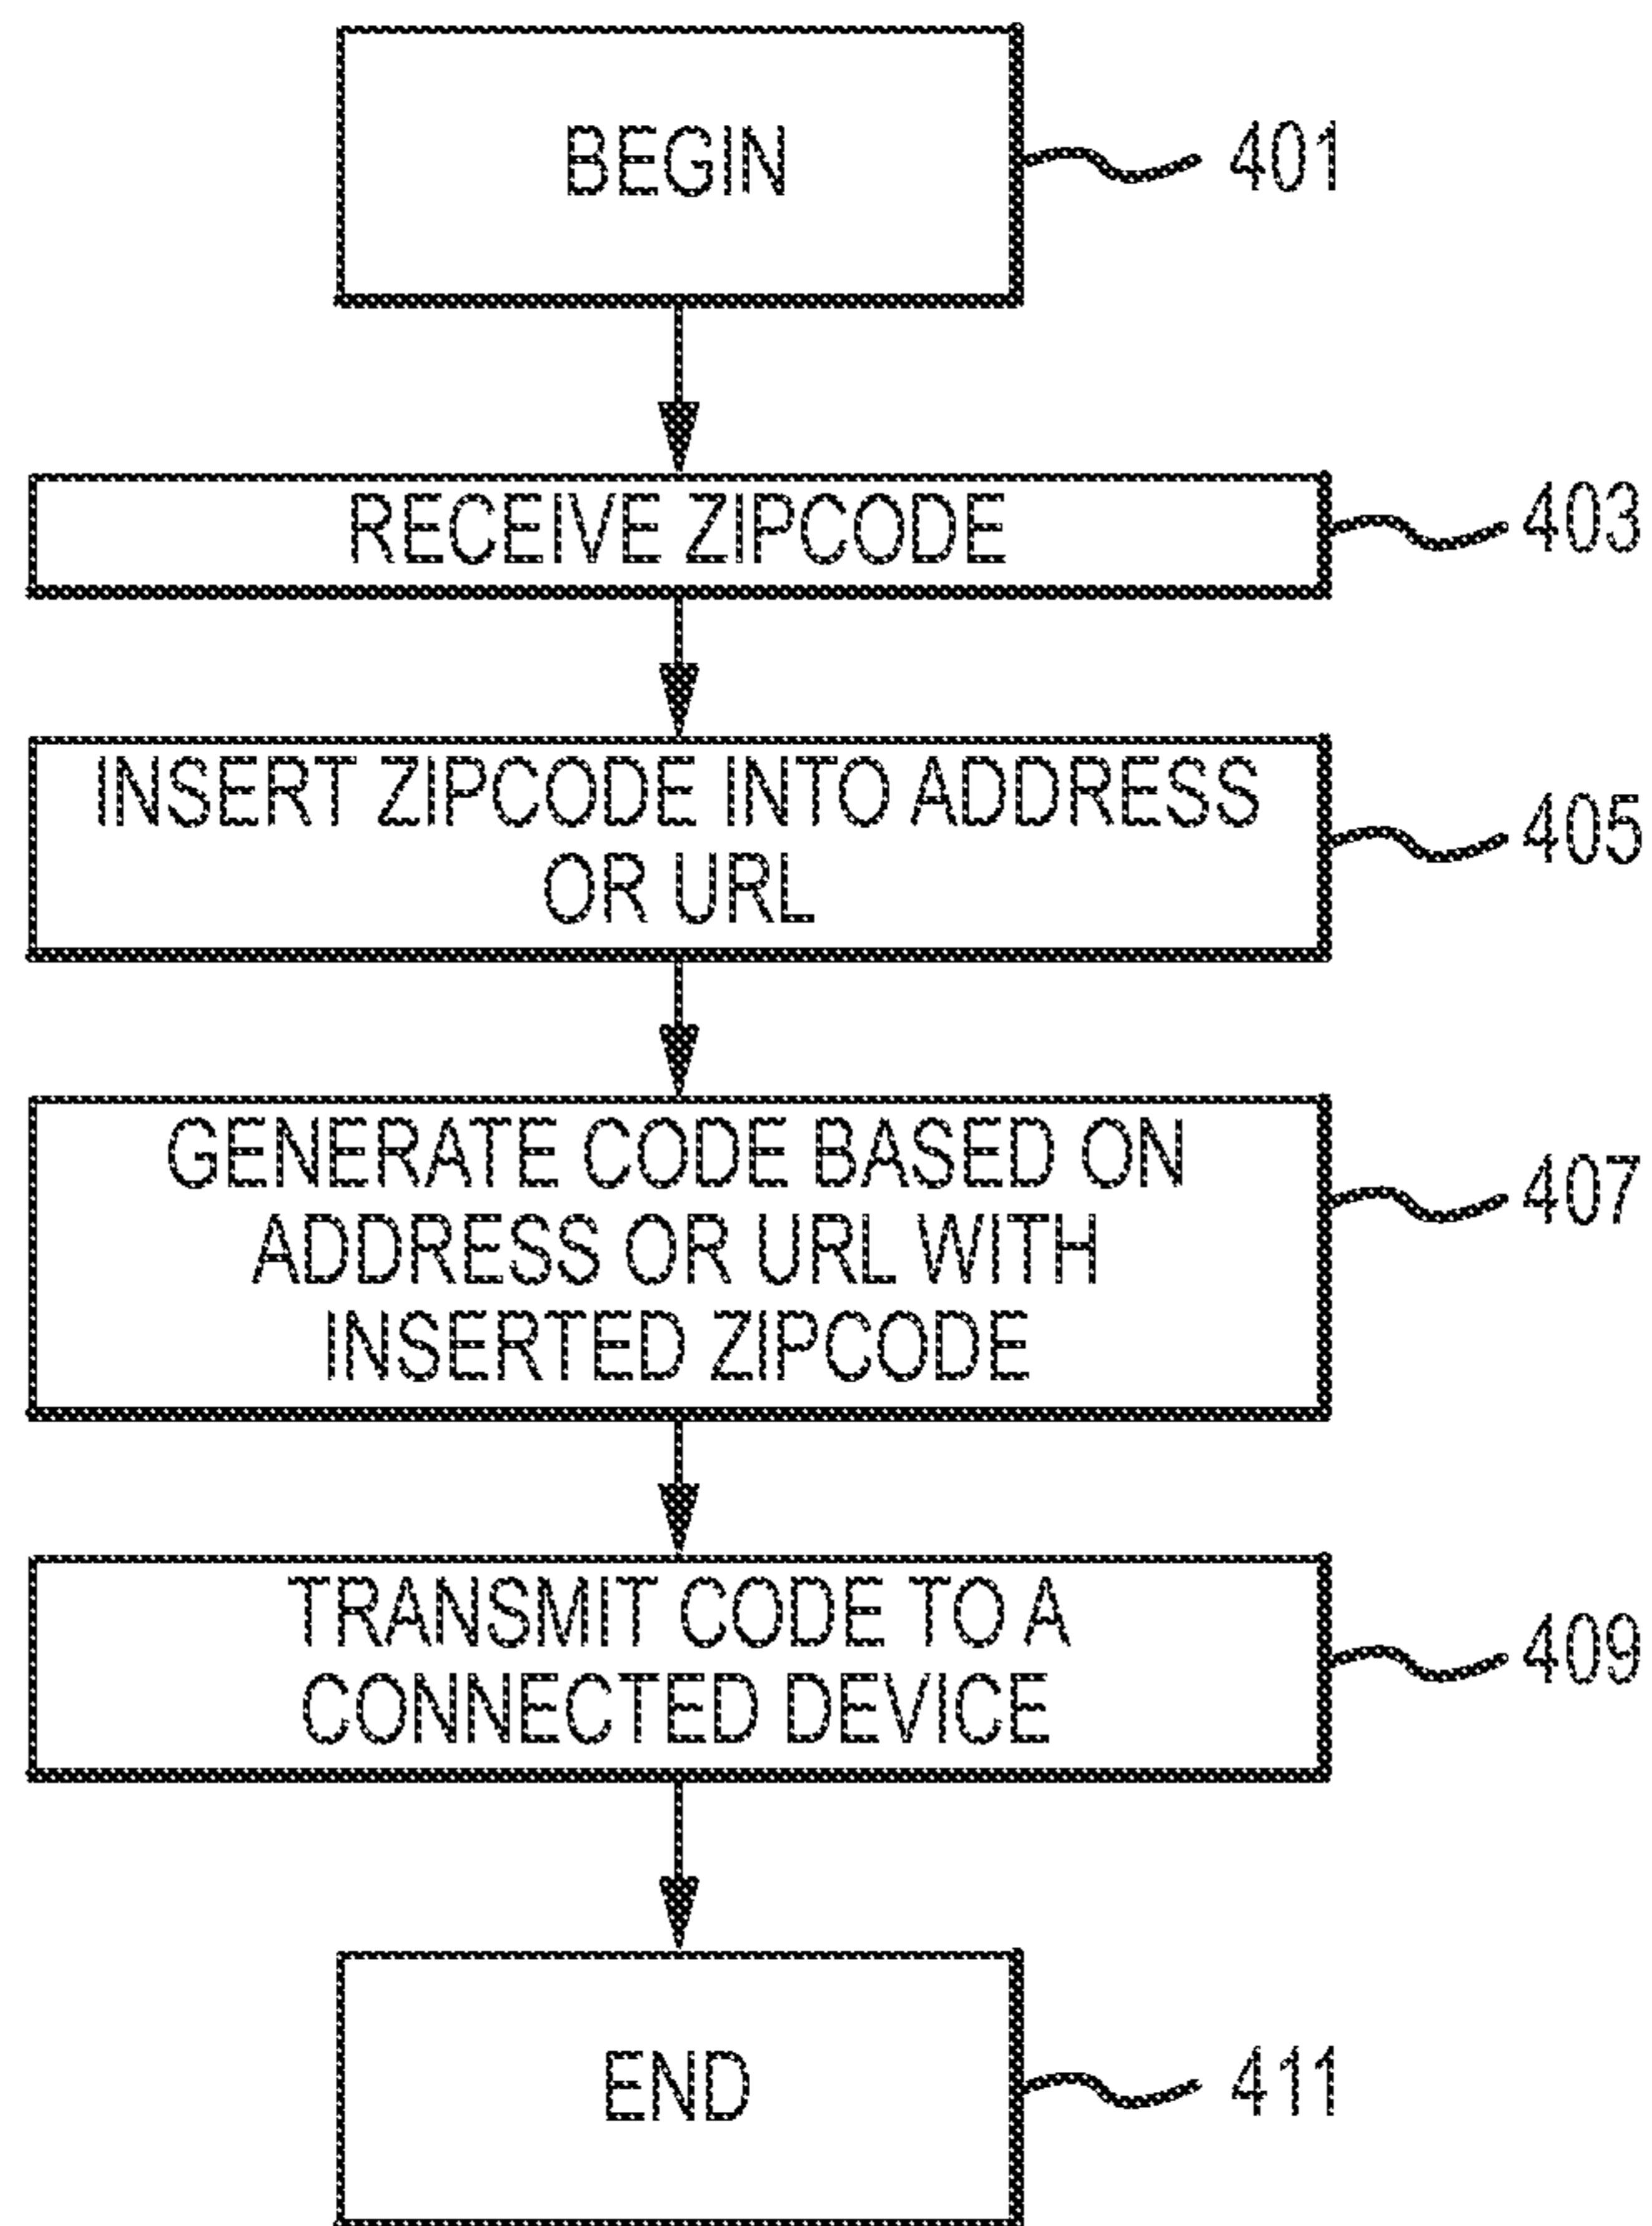 BEGIN
401
RECEIVE ZIPCODE
403
INSERT ZIPCODE INTO ADDRESS
OR URL
405
GENERATE CODE BASED ON
ADDRESS OR URL WITH
INSERTED ZIPCODE
407
TRANSMIT CODE TO A
CONNECTED DEVICE
409
END
411